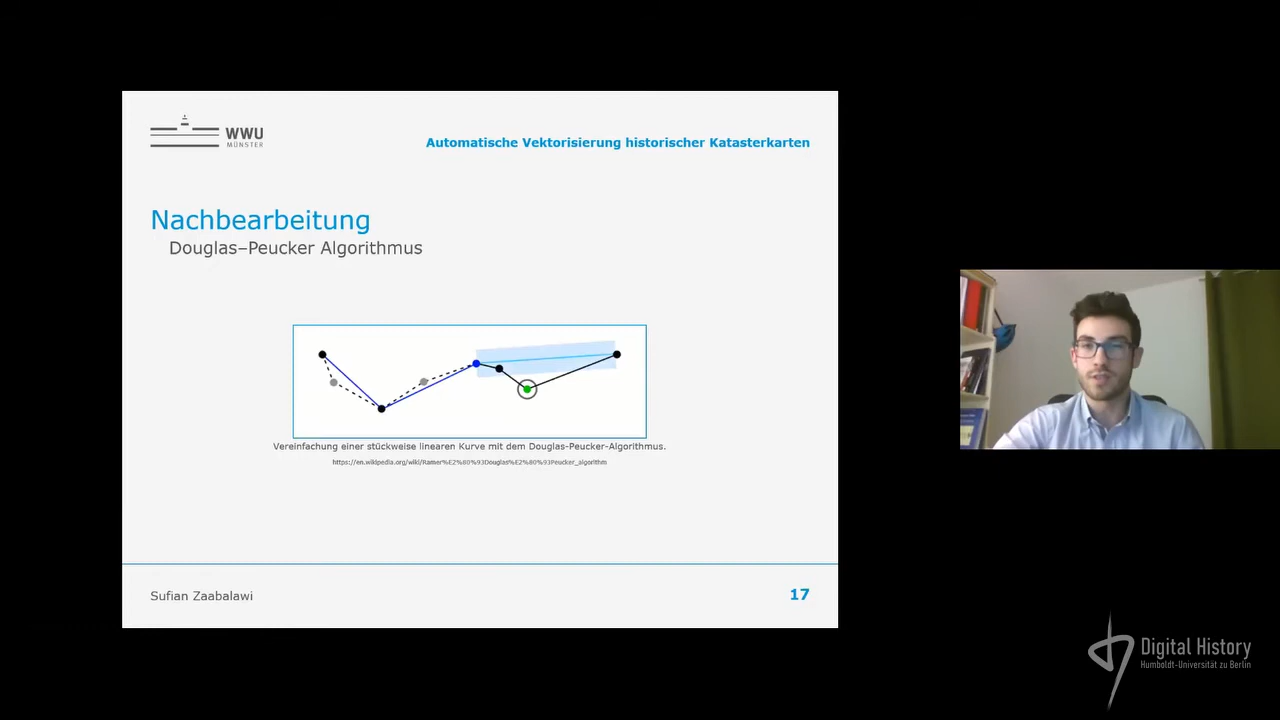 WWU
MÜNSTER
Automatische Vektorisierung historischer Katasterkarten
Nachbearbeitung
Douglas–Peucker Algorithmus
Vereinfachung einer stückweise linearen Kurve mit dem Douglas-Peucker-Algorithmus.
https://en.wikipedia.org/wiki/Ramer%E2%80%93Douglas%E2%80%93Peucker_algorithm
Sufian Zaabalawi
17
Digital History
Humboldt-Universität zu Berlin